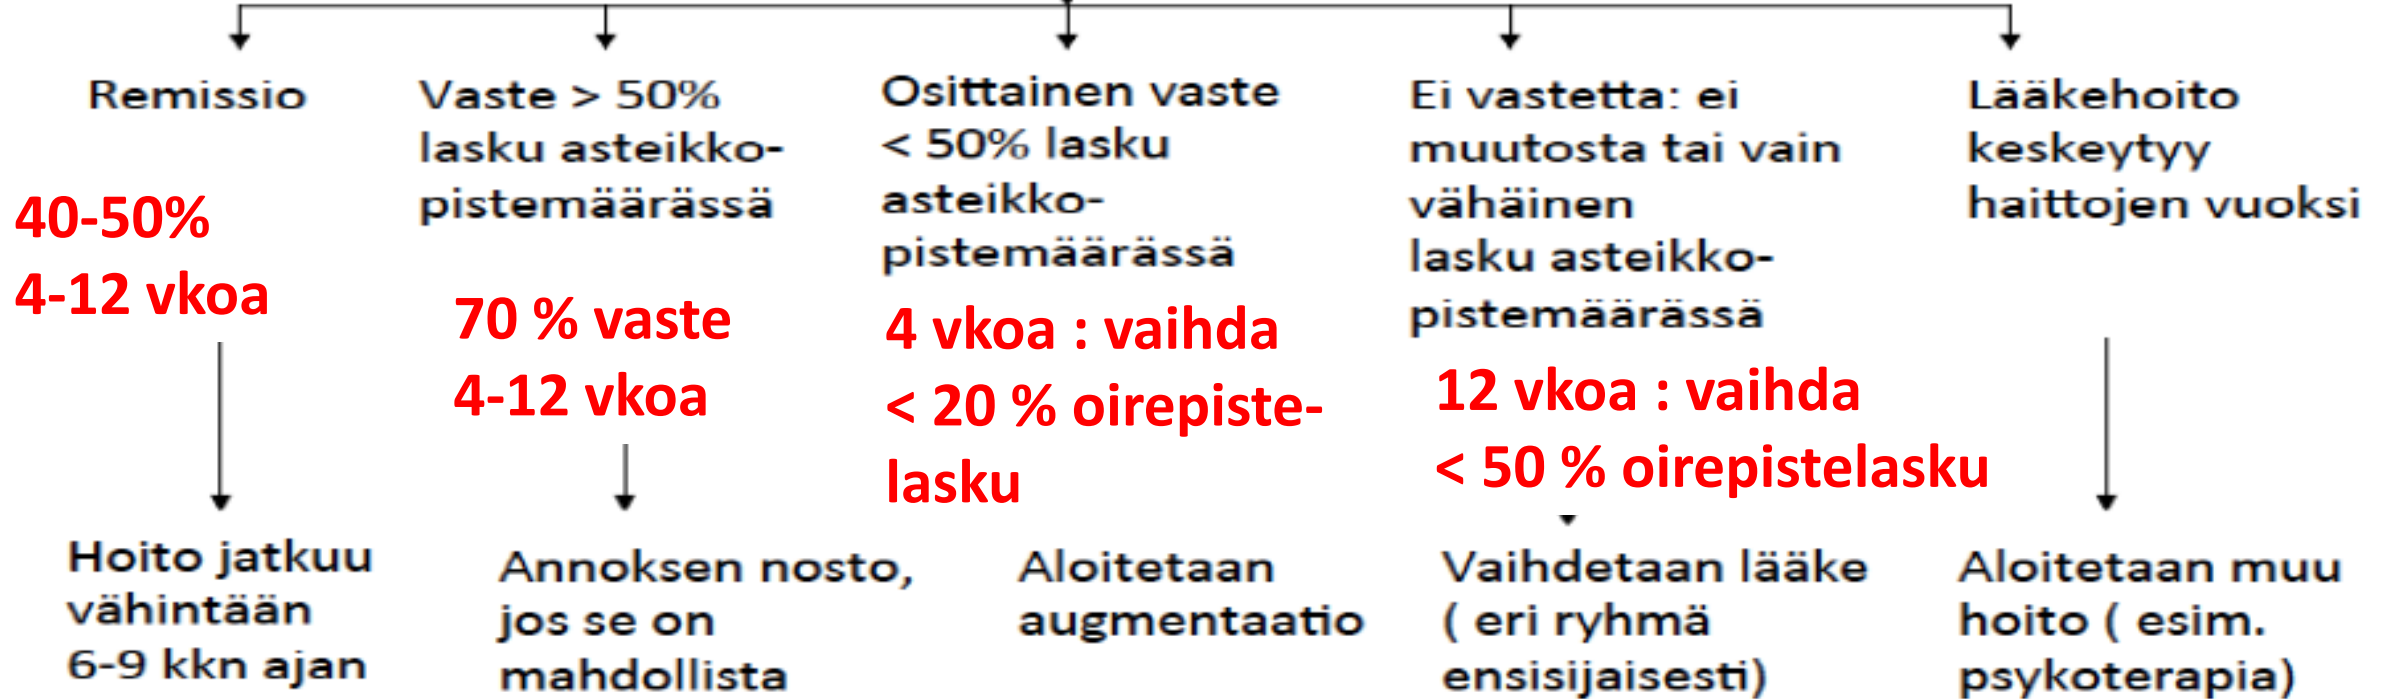 Remissio
40-50%
4-12 vkoa
Hoito jatkuu
vähintään
6-9 kkn ajan
Vaste > 50%
lasku asteikko-
pistemäärässä
70 % vaste
4-12 vkoa
Annoksen nosto,
jos se on
mahdollista
Osittainen vaste
< 50% lasku
asteikko-
pistemäärässä
4 vkoa : vaihda
< 20 % oirepiste-
lasku
Aloitetaan
augmentaatio
Ei vastetta: ei
muutosta tai vain
vähäinen
lasku asteikko-
pistemäärässä
12 vkoa : vaihda
< 50 % oirepistelasku
Vaihdetaan lääke
( eri ryhmä
ensisijaisesti)
Lääkehoito
keskeytyy
haittojen vuoksi
Aloitetaan muu
hoito ( esim.
psykoterapia)